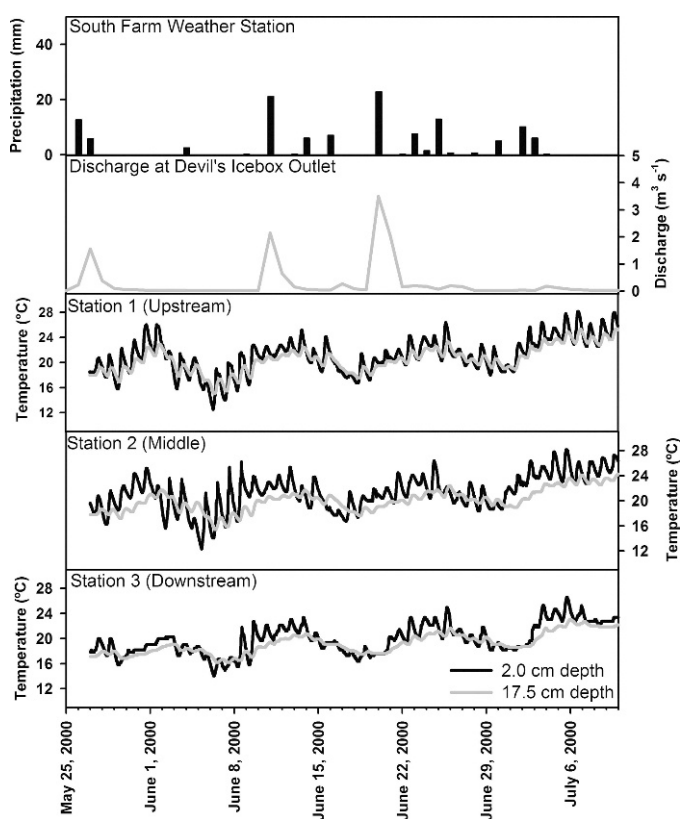 South Farm Weather Station
Precipitation (mm)
40
20
0
Discharge at Devil's Icebox Outlet
Discharge (m³ s⁻¹)
5
4
3
2
1
0
Station 1 (Upstream)
Temperature (ºC)
28
24
20
16
12
Station 2 (Middle)
Temperature (ºC)
28
24
20
16
12
Station 3 (Downstream)
Temperature (ºC)
28
24
20
16
12
2.0 cm depth
17.5 cm depth
May 25, 2000
June 1, 2000
June 8, 2000
June 15, 2000
June 22, 2000
June 29, 2000
July 6, 2000